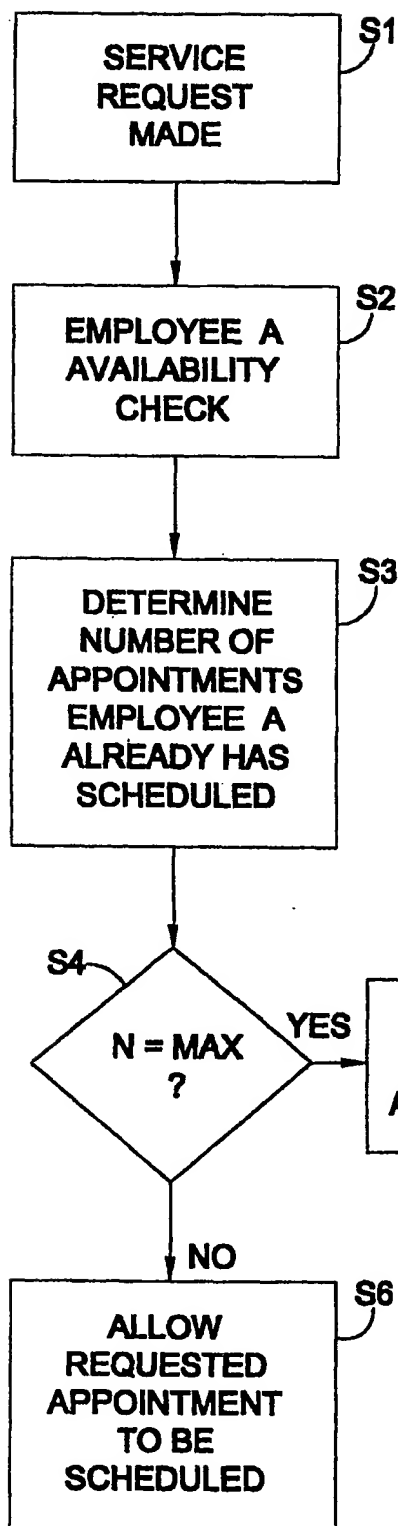 S1
SERVICE
REQUEST
MADE
S2
EMPLOYEE A
AVAILABILITY
CHECK
S3
DETERMINE
NUMBER OF
APPOINTMENTS
EMPLOYEE A
ALREADY HAS
SCHEDULED
S4
N = MAX
?
YES
NO
S6
ALLOW
REQUESTED
APPOINTMENT
TO BE
SCHEDULED